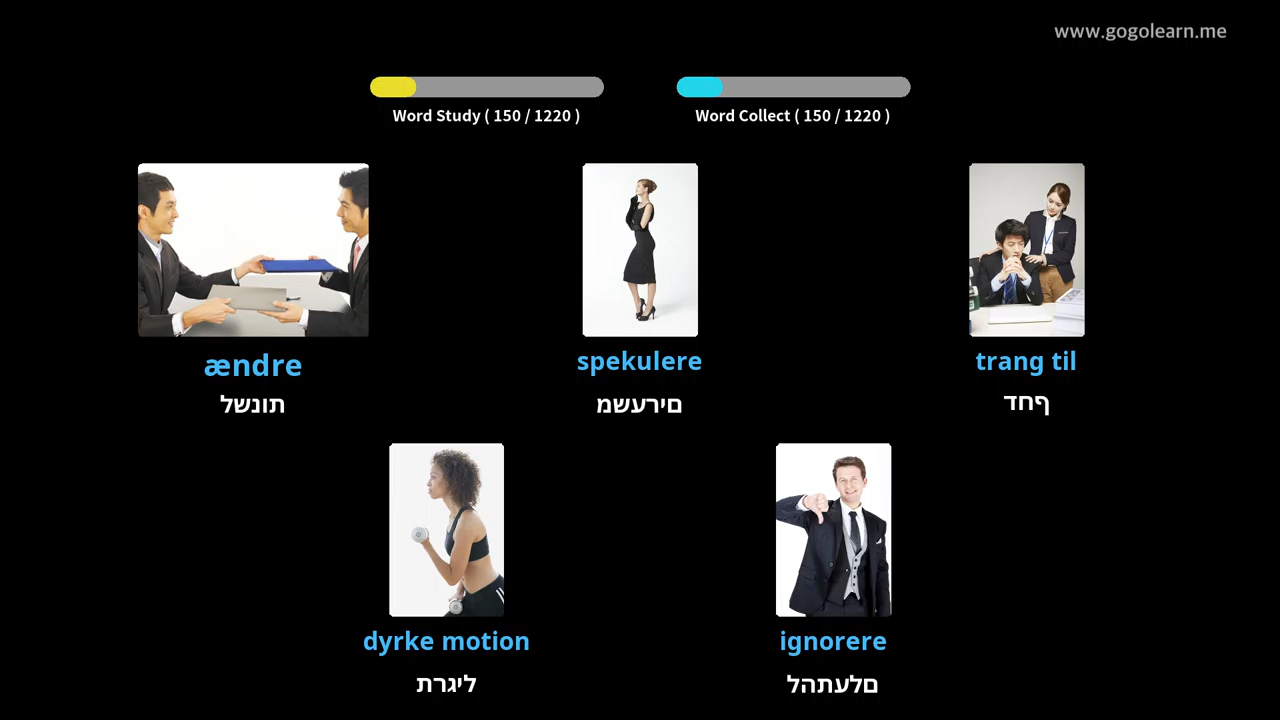 www.gogolearn.me
Word Study ( 150 / 1220 )
Word Collect ( 150 / 1220 )
ændre
תונשל
spekulere
םירעשמ
trang til
ףחד
dyrke motion
ליגרת
ignorere
םלעתהל